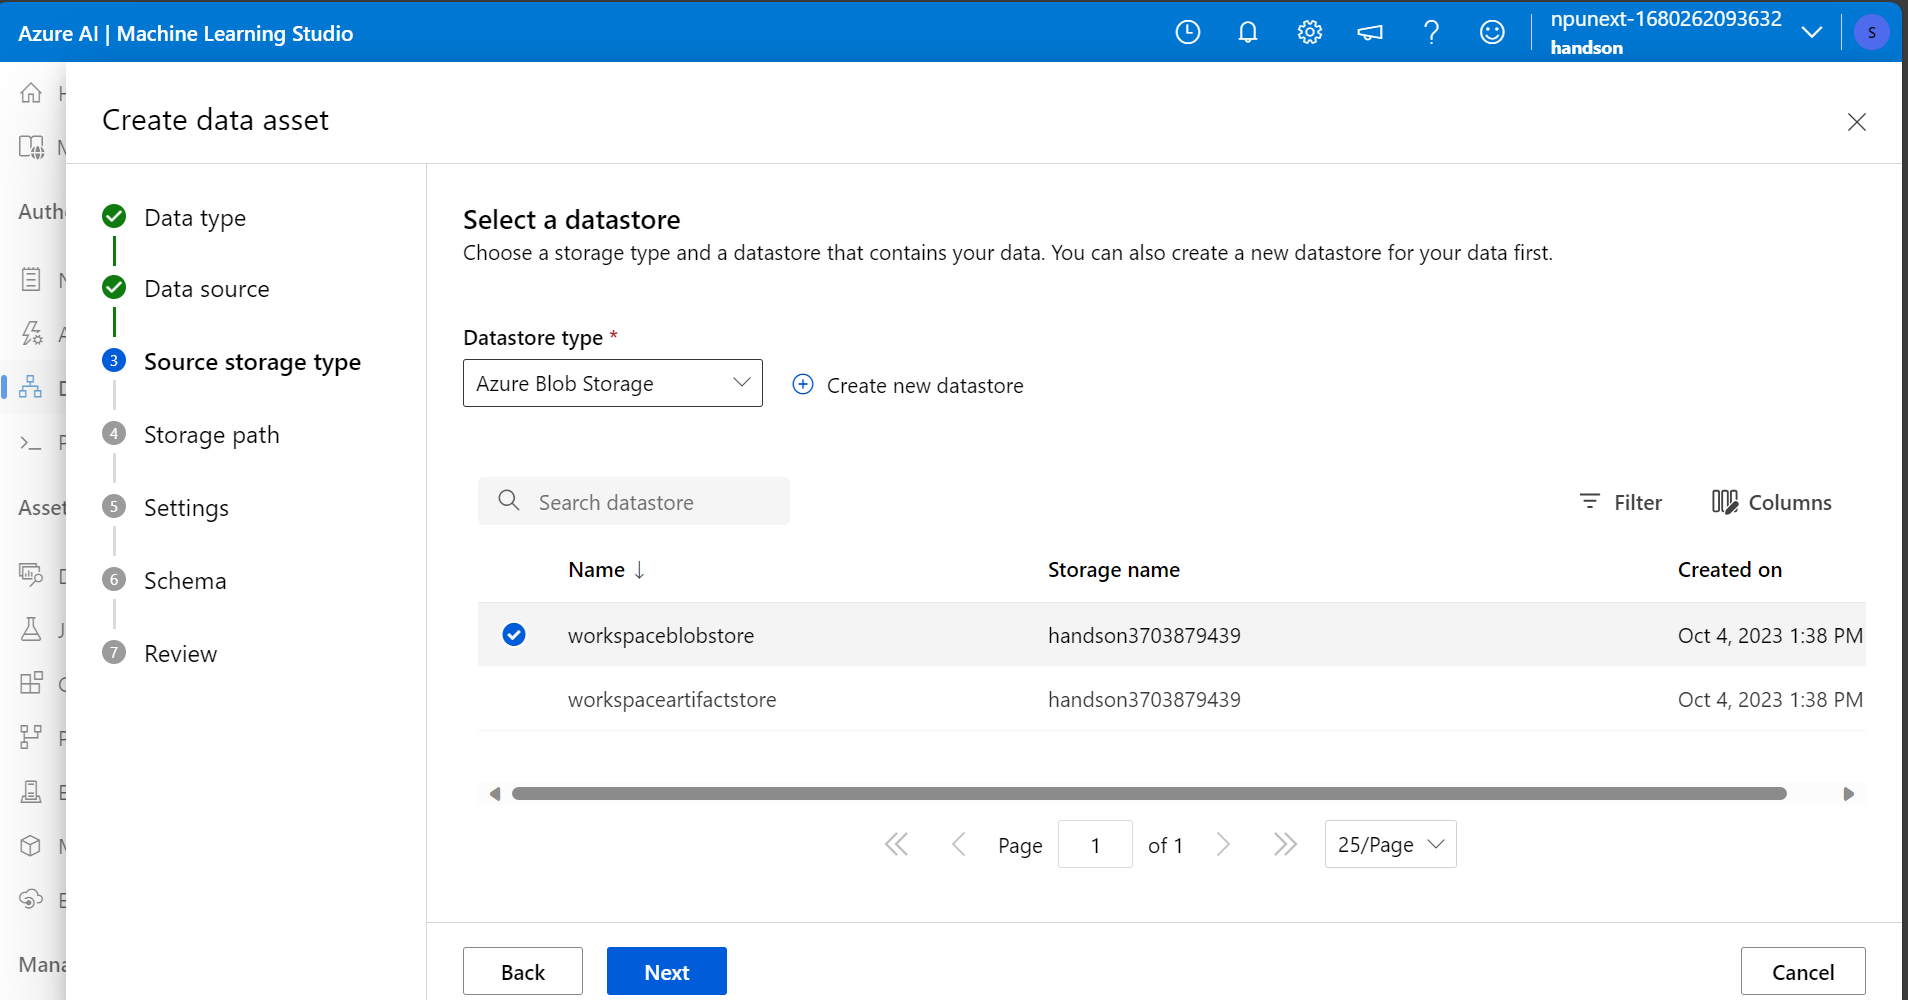 Azure AI | Machine Learning Studio
npunext-1680262093632
handson
S
Create data asset
Auth
Asset
Mana
Data type
Data source
3 Source storage type
4 Storage path
5 Settings
6 Schema
7 Review
Select a datastore
Choose a storage type and a datastore that contains your data. You can also create a new datastore for your data first.
Datastore type *
Azure Blob Storage
Create new datastore
Search datastore
Filter
Columns
Name ↓ Storage name Created on
workspaceblobstore handson3703879439 Oct 4, 2023 1:38 PM
workspaceartifactstore handson3703879439 Oct 4, 2023 1:38 PM
Page 1 of 1 25/Page
Back Next Cancel